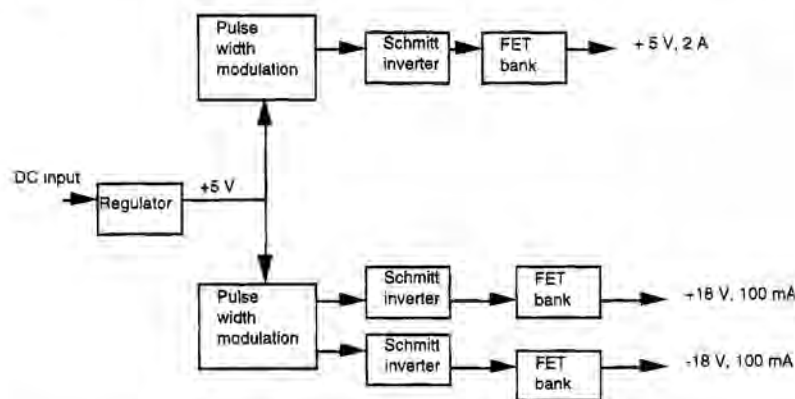 Pulse
width
modulation
Schmitt
inverter
FET
bank
+ 5 V, 2 A
DC input
+5 V
Regulator
Pulse
width
modulation
Schmitt
inverter
FET
bank
+18 V, 100 mA
Schmitt
inverter
FET
bank
-18 V, 100 mA